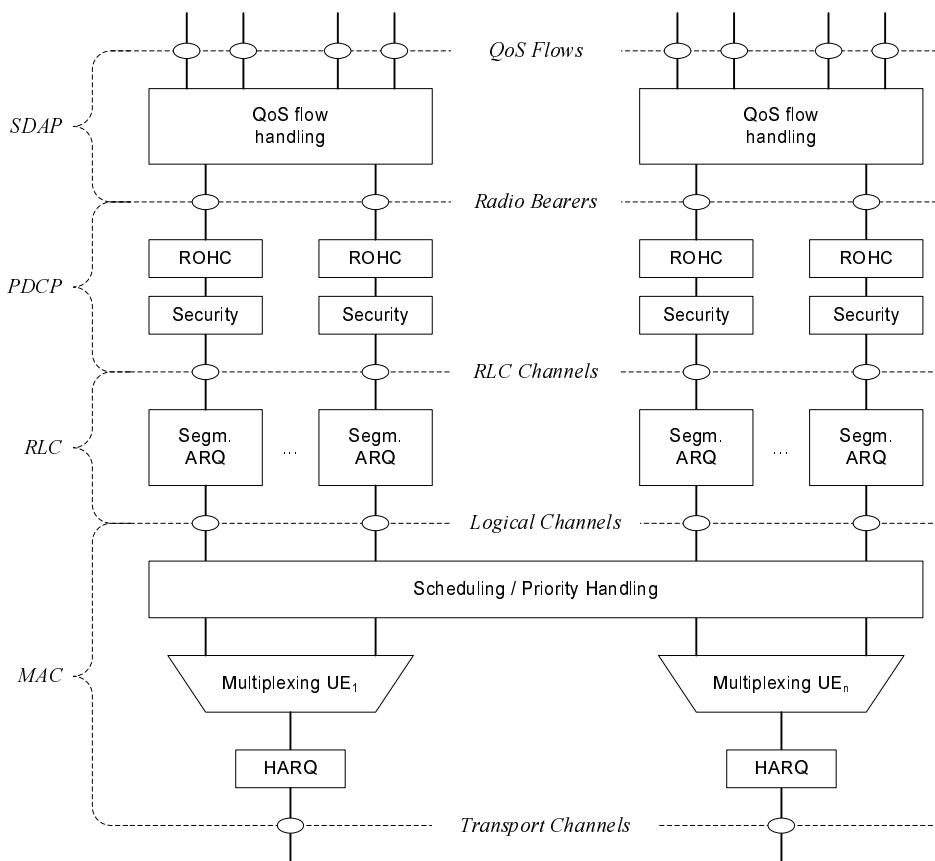 QoS Flows
QoS flow
handling
QoS flow
handling
SDAP
Radio Bearers
ROHC
ROHC
ROHC
ROHC
PDCP
Security
Security
Security
Security
RLC Channels
Segm.
ARQ
...
Segm.
ARQ
Segm.
ARQ
...
Segm.
ARQ
RLC
Logical Channels
Scheduling / Priority Handling
MAC
Multiplexing UE₁
Multiplexing UEₙ
HARQ
HARQ
Transport Channels